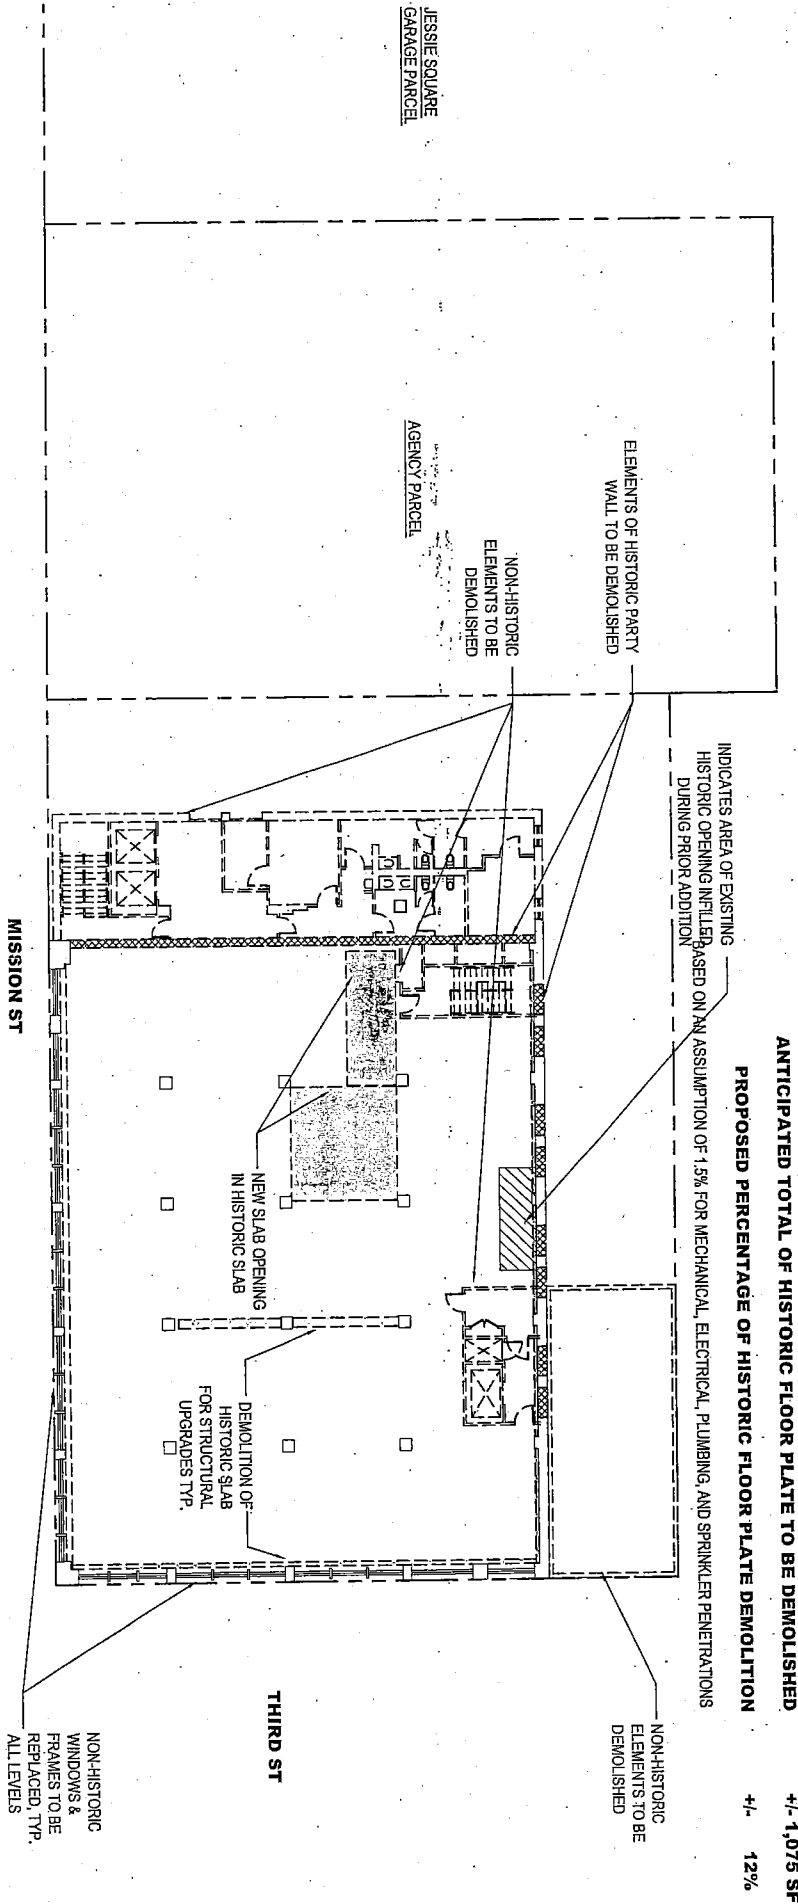 ANTICIPATED TOTAL OF HISTORIC FLOOR PLATE TO BE DEMOLISHED +/- 1,075 SF
PROPOSED PERCENTAGE OF HISTORIC FLOOR PLATE DEMOLITION +/- 12%
BASED ON AN ASSUMPTION OF 1.5% FOR MECHANICAL, ELECTRICAL, PLUMBING, AND SPRINKLER PENETRATIONS
INDICATES AREA OF EXISTING
HISTORIC OPENING INFILLED
DURING PRIOR ADDITION
ELEMENTS OF HISTORIC PARTY
WALL TO BE DEMOLISHED
NON-HISTORIC
ELEMENTS TO BE
DEMOLISHED
JESSIE SQUARE
GARAGE PARCEL
AGENCY PARCEL
NON-HISTORIC
ELEMENTS TO BE
DEMOLISHED
NEW SLAB OPENING
IN HISTORIC SLAB
DEMOLITION OF
HISTORIC SLAB
FOR STRUCTURAL
UPGRADES TYP.
THIRD ST
MISSION ST
NON-HISTORIC
WINDOWS &
FRAMES TO BE
REPLACED, TYP.
ALL LEVELS